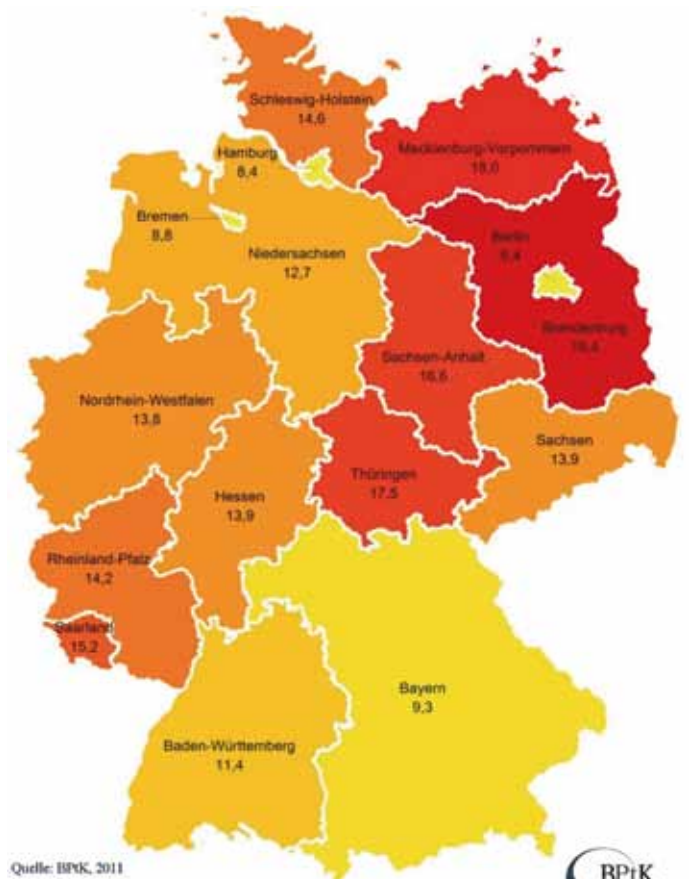 Schleswig-Holstein
14,6
Mecklenburg-Vorpommern
18,0
Hamburg
8,4
Bremen
8,8
Niedersachsen
12,7
Berlin
Brandenburg
Sachsen-Anhalt
Nordrhein-Westfalen
13,8
Sachsen
13,9
Thüringen
17,5
Hessen
13,9
Rheinland-Pfalz
14,2
Saarland
15,2
Bayern
9,3
Baden-Württemberg
11,4
Quelle: BPtK, 2011
BPtK